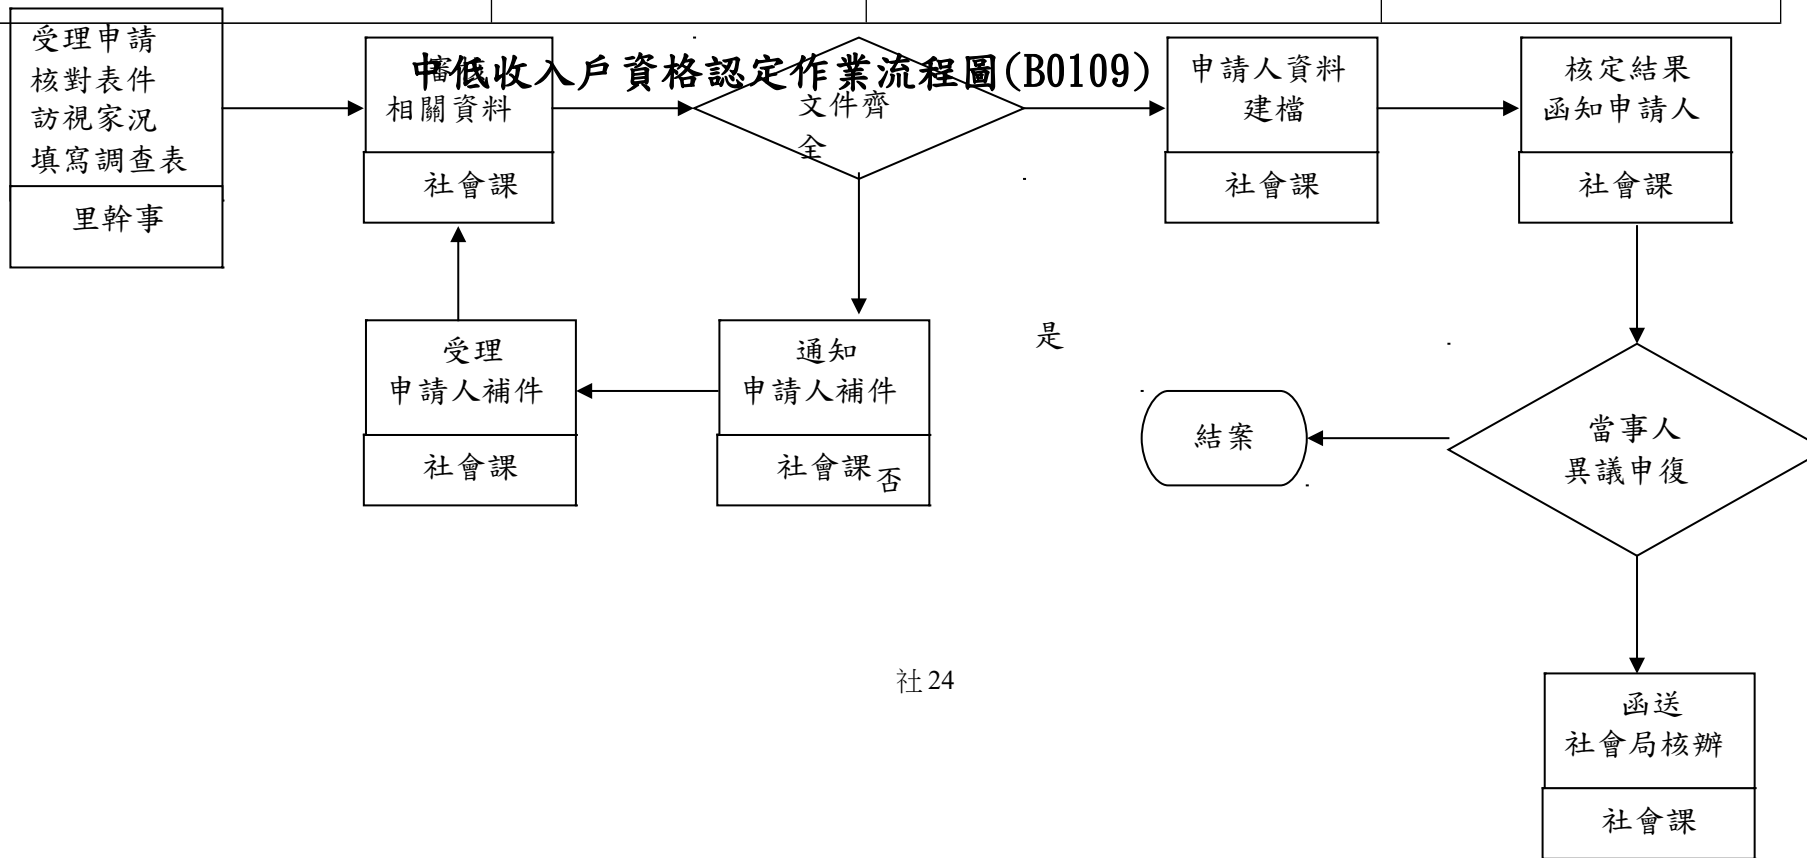 中低收入戶資格認定作業流程圖(B0109)
受理申請
核對表件
訪視家況
填寫調查表
里幹事
相關資料
社會課
文件齊
全
申請人資料
建檔
社會課
核定結果
函知申請人
社會課
受理
申請人補件
社會課
通知
申請人補件
社會課
否
是
結案
當事人
異議申復
函送
社會局核辦
社會課
社 24